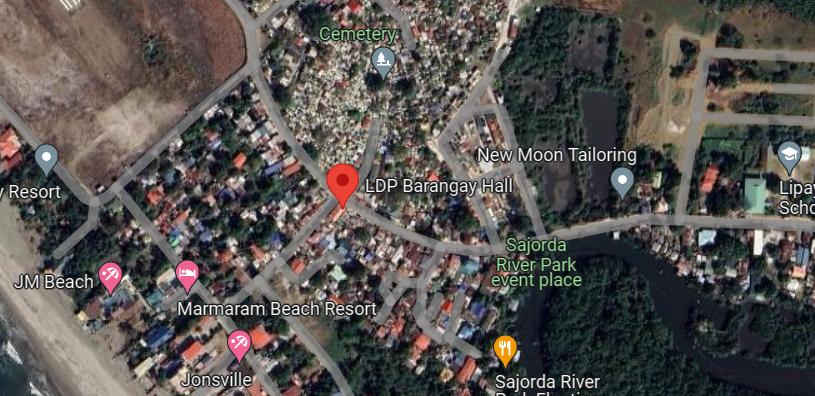 Cemetery
New Moon Tailoring
LDP Barangay Hall
y Resort
Lipay
Scho
Sajorda
River Park
event place
JM Beach
Marmaram Beach Resort
Jonsville
Sajorda River